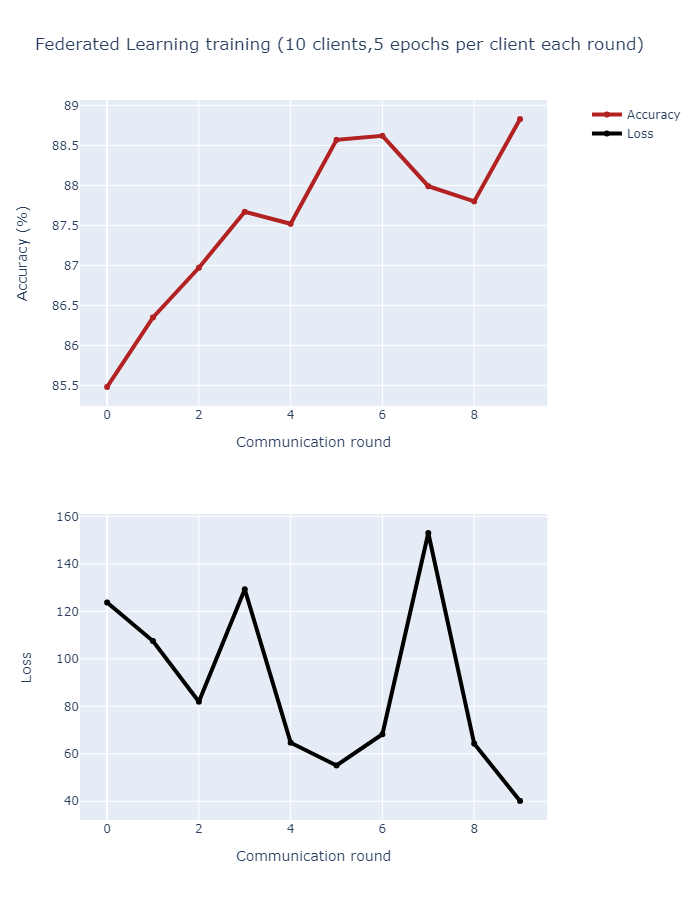 Federated Learning training (10 clients,5 epochs per client each round)
Accuracy
Loss
89
88.5
88
87.5
87
86.5
86
85.5
Accuracy (%)
0 2 4 6 8
Communication round
160
140
120
100
80
60
40
Loss
0 2 4 6 8
Communication round